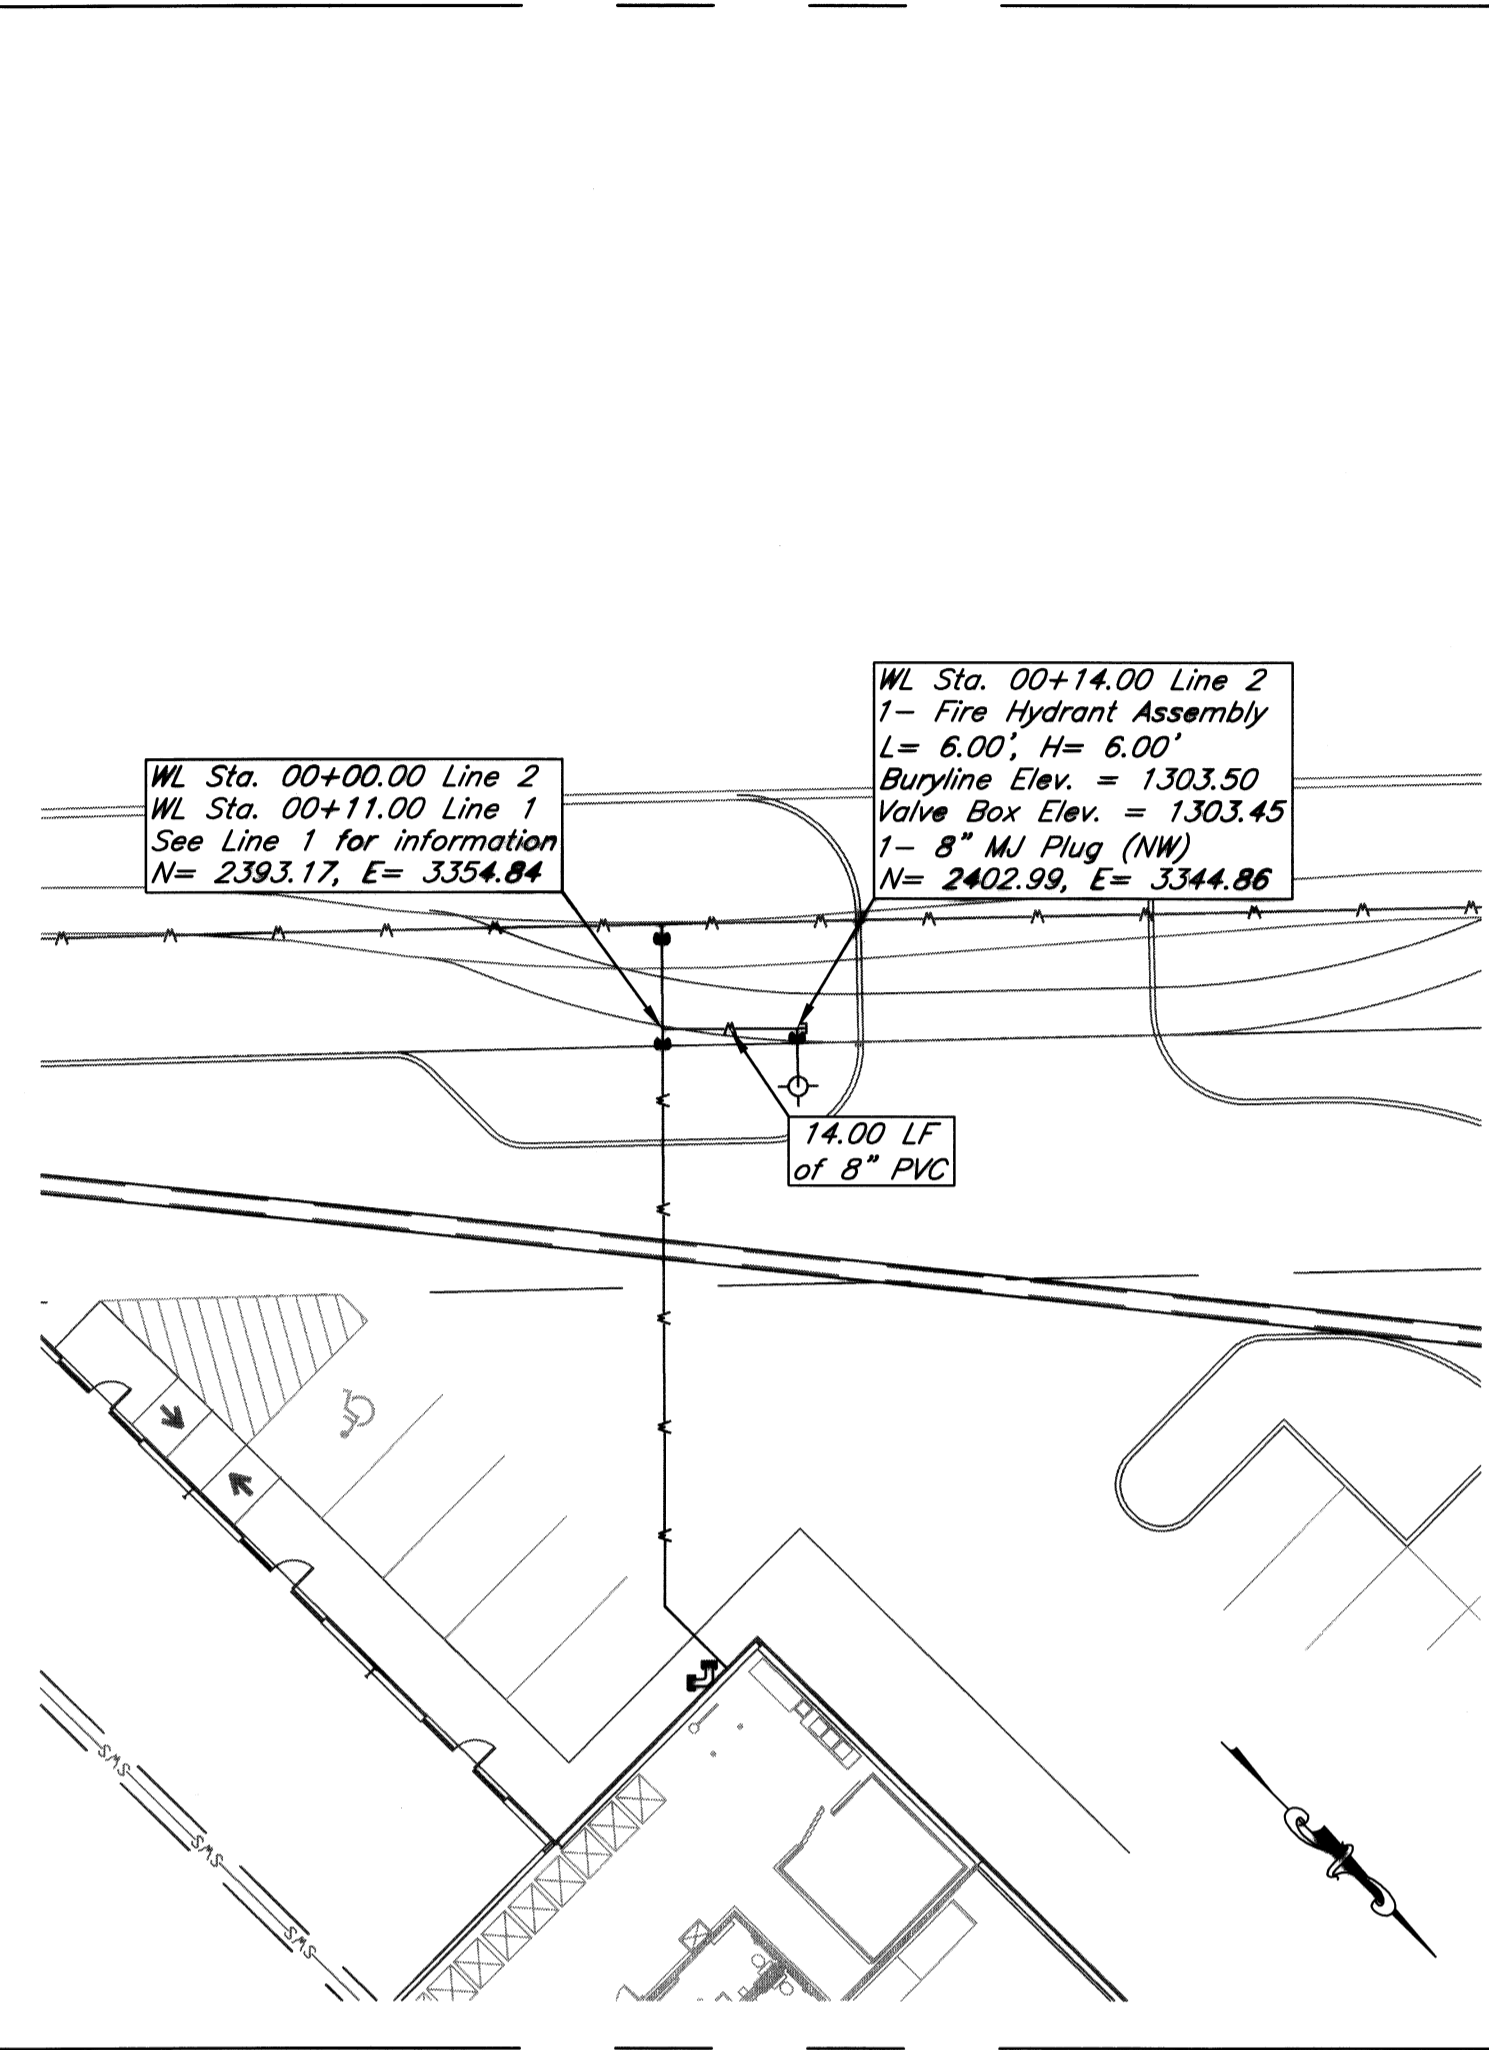 WL Sta. 00+14.00 Line 2
1- Fire Hydrant Assembly
L= 6.00', H= 6.00'
Buryline Elev. = 1303.50
Valve Box Elev. = 1303.45
1- 8" MJ Plug (NW)
N= 2402.99, E= 3344.86
WL Sta. 00+00.00 Line 2
WL Sta. 00+11.00 Line 1
See Line 1 for information
N= 2393.17, E= 3354.84
14.00 LF
of 8" PVC
SWS
SWS
SWS